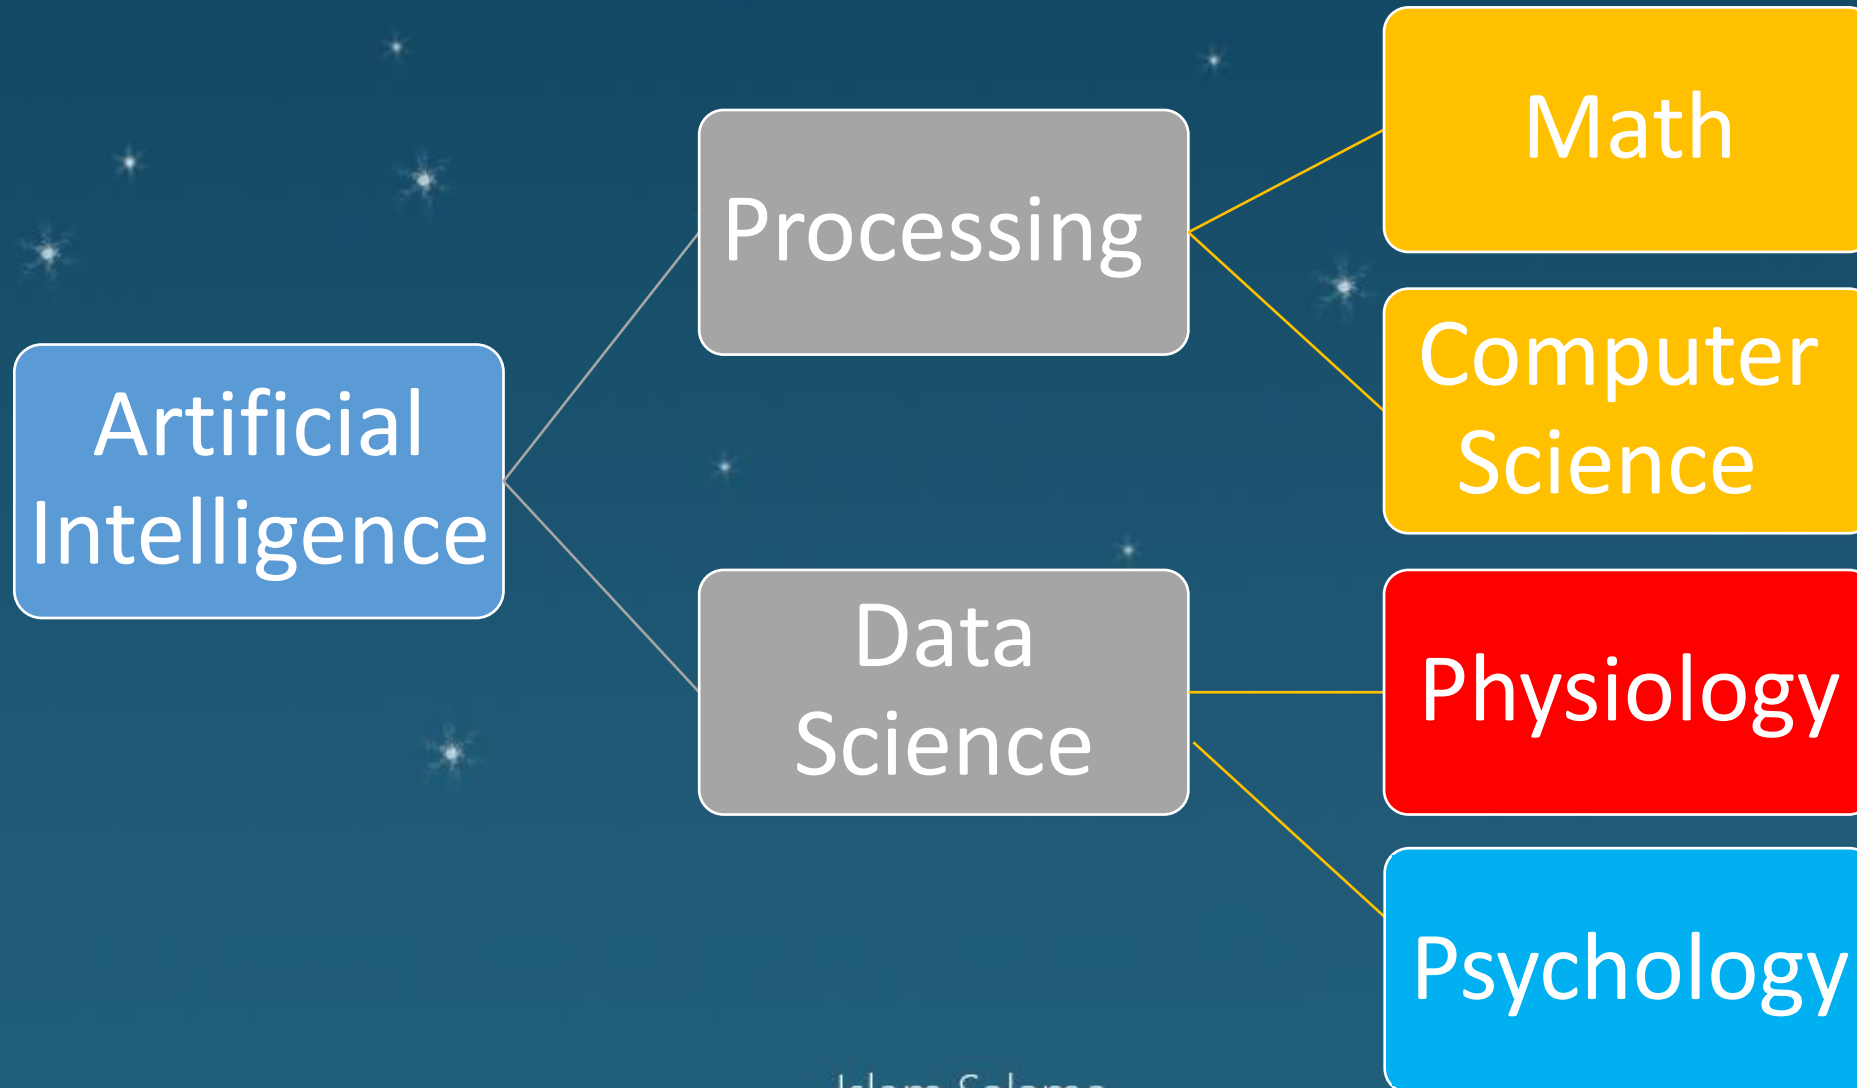 Artificial
Intelligence
Processing
Data
Science
Math
Computer
Science
Physiology
Psychology